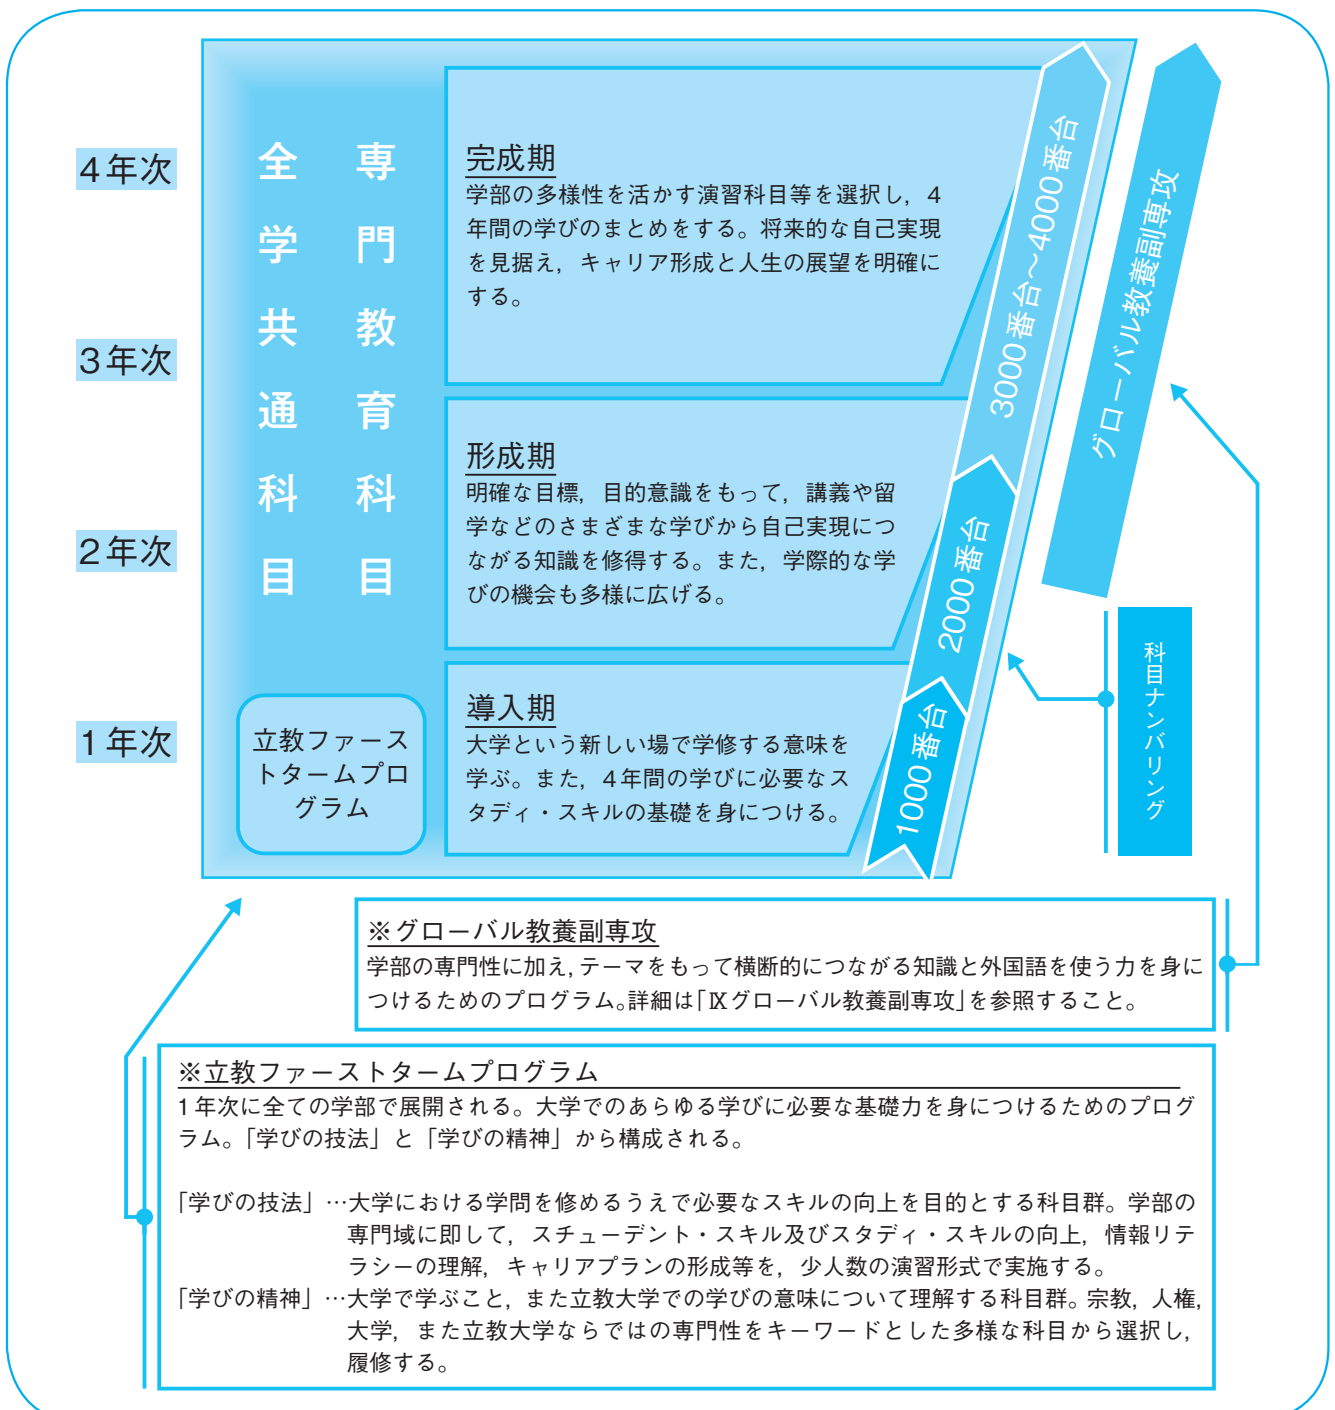 4年次
3年次
2年次
1年次
全学共通科目
専門教育科目
立教ファース
トタームプロ
グラム
完成期
学部の多様性を活かす演習科目等を選択し，4
年間の学びのまとめをする。将来的な自己実現
を見据え，キャリア形成と人生の展望を明確に
する。
形成期
明確な目標，目的意識をもって，講義や留
学などのさまざまな学びから自己実現につ
ながる知識を修得する。また，学際的な学
びの機会も多様に広げる。
導入期
大学という新しい場で学修する意味を
学ぶ。また，4年間の学びに必要なス
タディ・スキルの基礎を身につける。
3000番台～4000番台
2000番台
1000番台
グローバル教養副専攻
科目ナンバリング
※グローバル教養副専攻
学部の専門性に加え，テーマをもって横断的につながる知識と外国語を使う力を身に
つけるためのプログラム。詳細は「Ⅸグローバル教養副専攻」を参照すること。
※立教ファーストタームプログラム
1年次に全ての学部で展開される。大学でのあらゆる学びに必要な基礎力を身につけるためのプログ
ラム。「学びの技法」と「学びの精神」から構成される。
「学びの技法」…大学における学問を修めるうえで必要なスキルの向上を目的とする科目群。学部の
専門域に即して，スチューデント・スキル及びスタディ・スキルの向上，情報リテ
ラシーの理解，キャリアプランの形成等を，少人数の演習形式で実施する。
「学びの精神」…大学で学ぶこと，また立教大学での学びの意味について理解する科目群。宗教，人権，
大学，また立教大学ならではの専門性をキーワードとした多様な科目から選択し，
履修する。